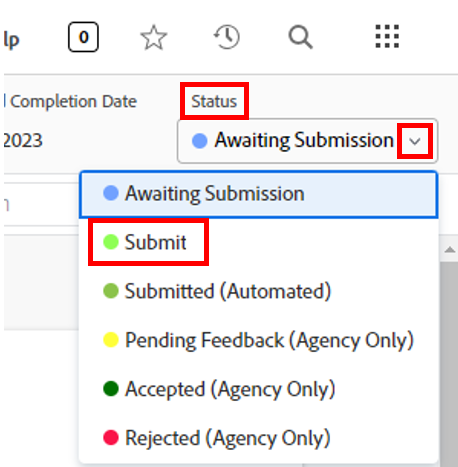 lp 0
Completion Date Status
2023 Awaiting Submission
Awaiting Submission
Submit
Submitted (Automated)
Pending Feedback (Agency Only)
Accepted (Agency Only)
Rejected (Agency Only)